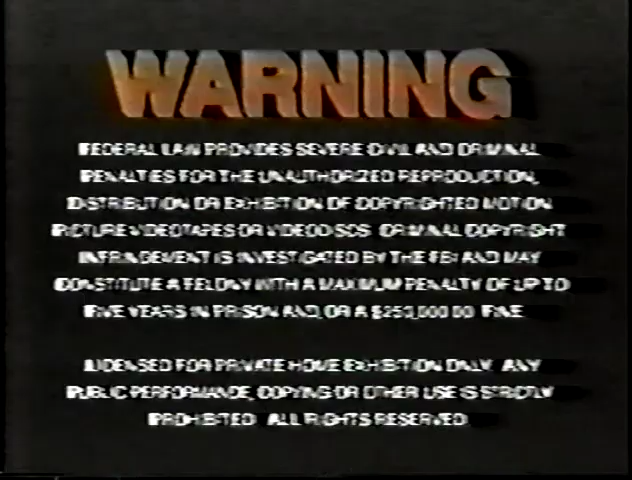 WARNING
FEDERAL LAW PROVIDES SEVERE CIVIL AND CRIMINAL
PENALTIES FOR THE UNAUTHORIZED REPRODUCTION,
DISTRIBUTION OR EXHIBITION OF COPYRIGHTED MOTION
PICTURE VIDEOTAPES OR VIDEODISCS. CRIMINAL COPYRIGHT
INFRINGEMENT IS INVESTIGATED BY THE FBI AND MAY
CONSTITUTE A FELONY WITH A MAXIMUM PENALTY OF UP TO
FIVE YEARS IN PRISON AND, OR A $250,000.00 FINE.
LICENSED FOR PRIVATE HOME EXHIBITION ONLY. ANY
PUBLIC PERFORMANCE, COPYING OR OTHER USE IS STRICTLY
PROHIBITED. ALL RIGHTS RESERVED.